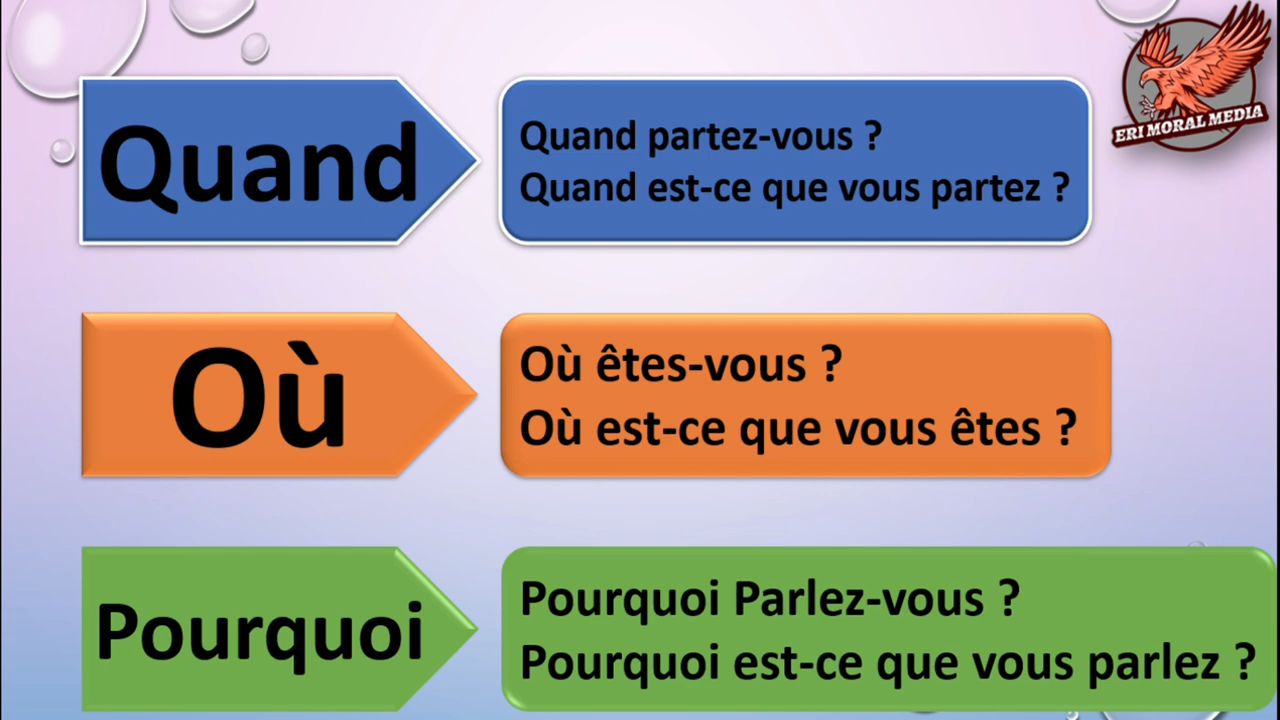 Quand
Quand partez-vous ?
Quand est-ce que vous partez ?
ERI MORAL MEDIA
Où
Où êtes-vous ?
Où est-ce que vous êtes ?
Pourquoi
Pourquoi Parlez-vous ?
Pourquoi est-ce que vous parlez ?